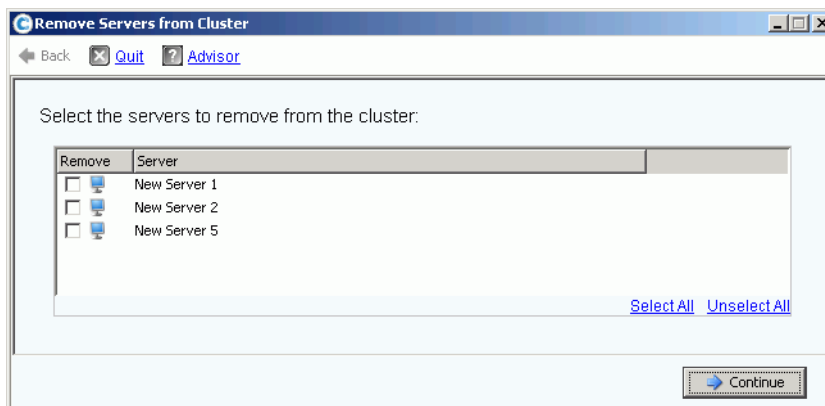 Remove Servers from Cluster
Back Quit ? Advisor
Select the servers to remove from the cluster:
Remove Server
New Server 1
New Server 2
New Server 5
Select All Unselect All
Continue